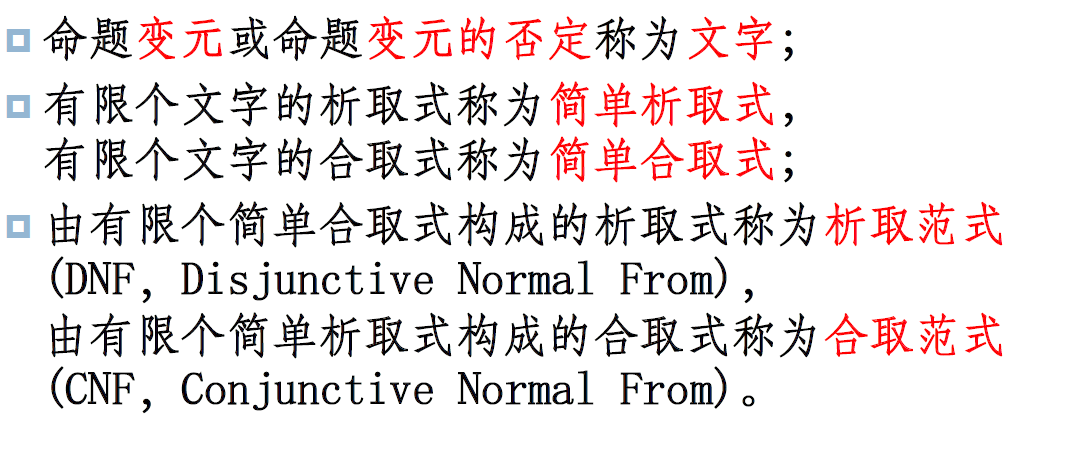 命题变元或命题变元的否定称为文字;
有限个文字的析取式称为简单析取式,
有限个文字的合取式称为简单合取式;
由有限个简单合取式构成的析取式称为析取范式
(DNF, Disjunctive Normal From),
由有限个简单析取式构成的合取式称为合取范式
(CNF, Conjunctive Normal From)。